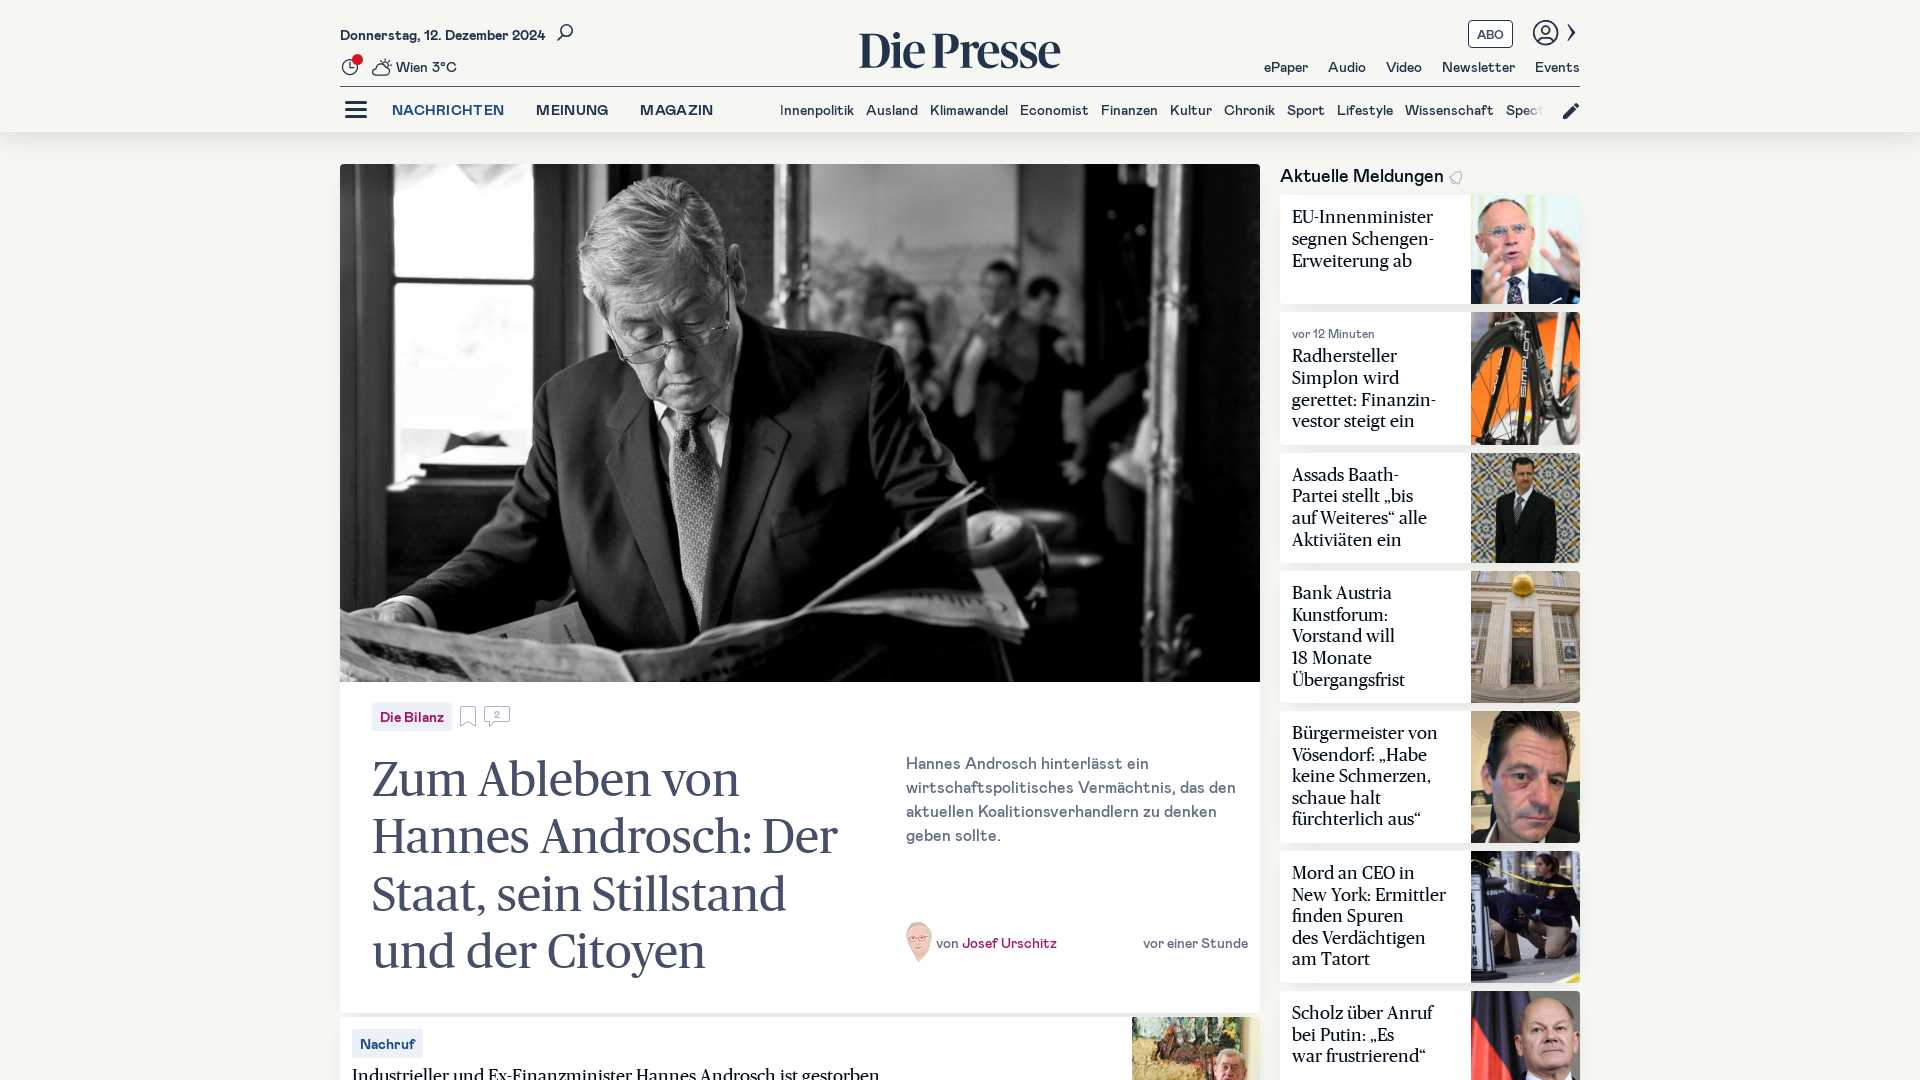 Donnerstag, 12. Dezember 2024
Wien 3°C
Die Presse
ABO
ePaper Audio Video Newsletter Events
NACHRICHTEN MEINUNG MAGAZIN
Innenpolitik Ausland Klimawandel Economist Finanzen Kultur Chronik Sport Lifestyle Wissenschaft Spect
Die Bilanz
2
Zum Ableben von
Hannes Androsch: Der
Staat, sein Stillstand
und der Citoyen
Hannes Androsch hinterlässt ein
wirtschaftspolitisches Vermächtnis, das den
aktuellen Koalitionsverhandlern zu denken
geben sollte.
von Josef Urschitz
vor einer Stunde
Nachruf
Industrieller und Ex-Finanzminister Hannes Androsch ist gestorben
Aktuelle Meldungen
EU-Innenminister
segnen Schengen-
Erweiterung ab
vor 12 Minuten
Radhersteller
Simplon wird
gerettet: Finanzin-
vestor steigt ein
SIMPLON
Assads Baath-
Partei stellt „bis
auf Weiteres“ alle
Aktiviäten ein
Bank Austria
Kunstforum:
Vorstand will
18 Monate
Übergangsfrist
Bürgermeister von
Vösendorf: „Habe
keine Schmerzen,
schaue halt
fürchterlich aus“
Mord an CEO in
New York: Ermittler
finden Spuren
des Verdächtigen
am Tatort
LOADING
Scholz über Anruf
bei Putin: „Es
war frustrierend“